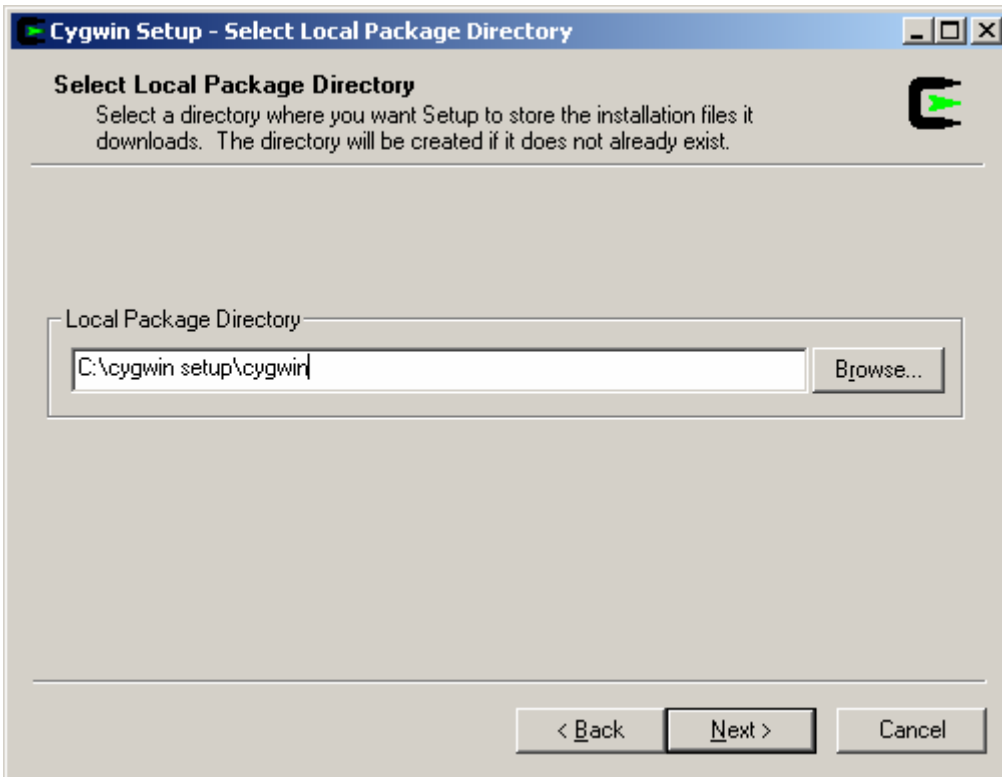 Cygwin Setup - Select Local Package Directory
Select Local Package Directory
Select a directory where you want Setup to store the installation files it
downloads. The directory will be created if it does not already exist.
Local Package Directory
C:\cygwin setup\cygwin
Browse...
< Back
Next >
Cancel